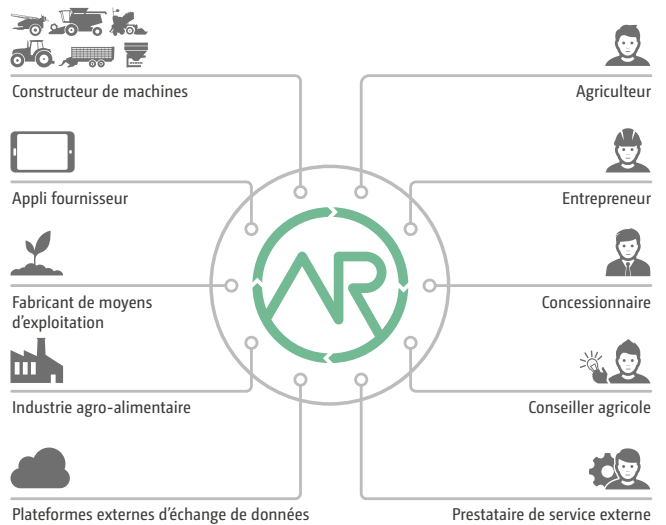 Constructeur de machines
Agriculteur
Appli fournisseur
Entrepreneur
AR
Fabricant de moyens
d'exploitation
Concessionnaire
Industrie agro-alimentaire
Conseiller agricole
Plateformes externes d'échange de données
Prestataire de service externe